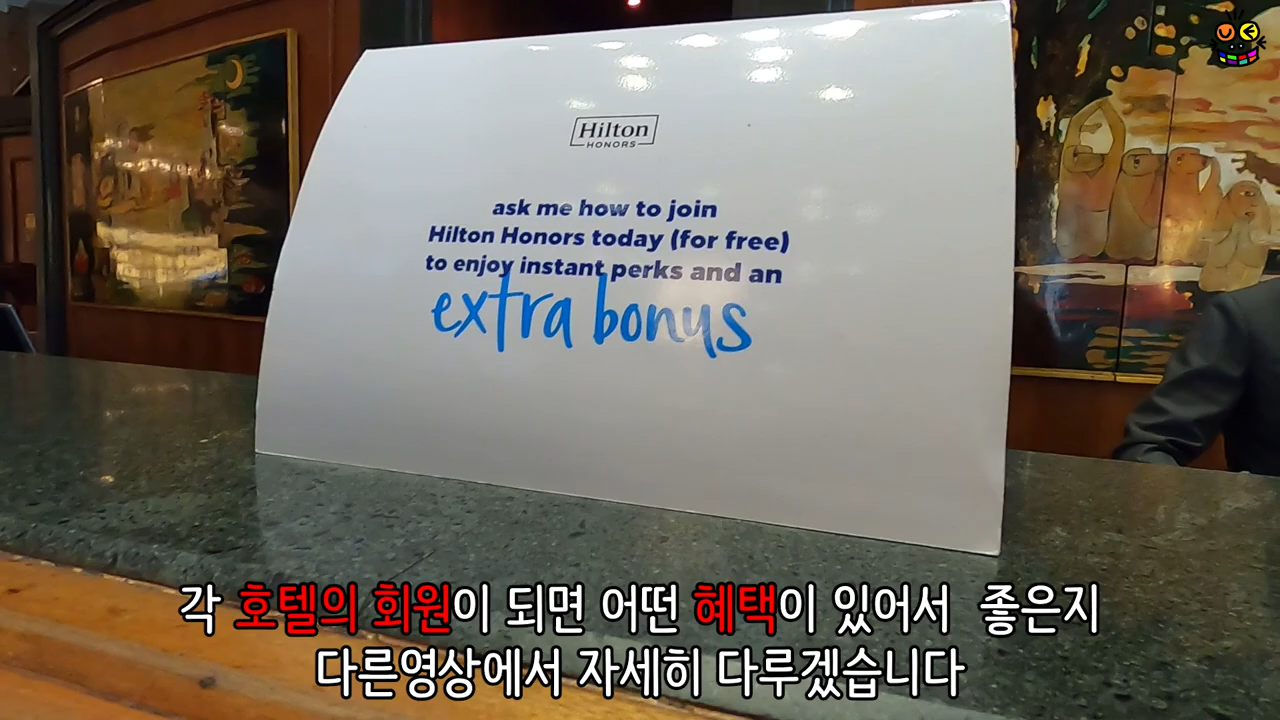 Hilton
HONORS
ask me how to join
Hilton Honors today (for free)
to enjoy instant perks and an
extra bonus
각 호텔의 회원이 되면 어떤 혜택이 있어서 좋은지
다른영상에서 자세히 다루겠습니다